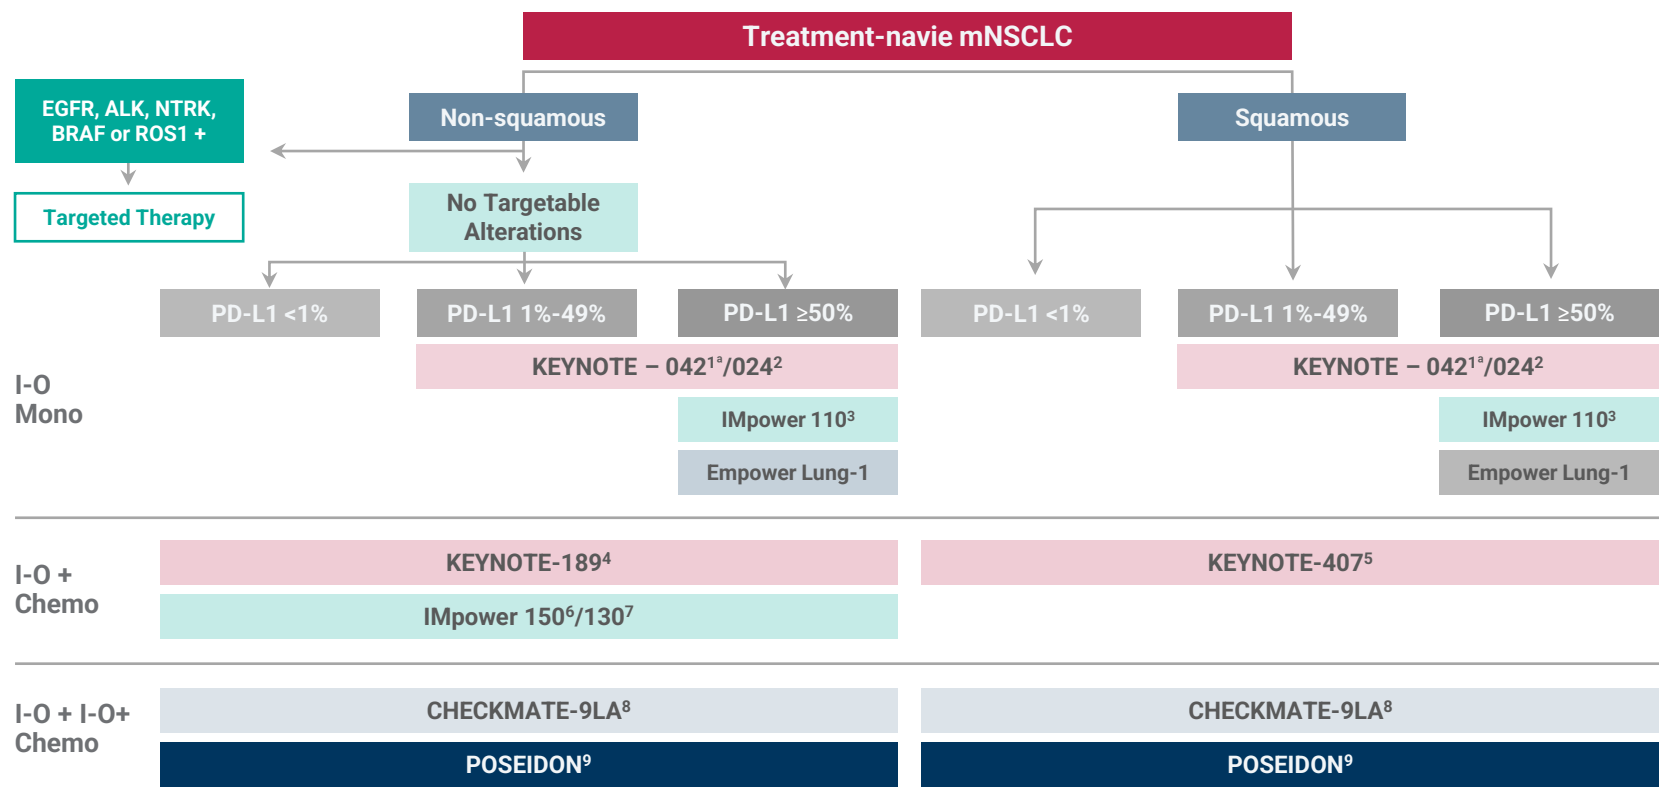 Treatment-navie mNSCLC
EGFR, ALK, NTRK,
BRAF or ROS1 +
Non-squamous
Squamous
Targeted Therapy
No Targetable
Alterations
PD-L1 <1%
PD-L1 1%-49%
PD-L1 ≥50%
PD-L1 <1%
PD-L1 1%-49%
PD-L1 ≥50%
I-O
Mono
KEYNOTE – 042¹ᵃ/024²
KEYNOTE – 042¹ᵃ/024²
IMpower 110³
IMpower 110³
Empower Lung-1
Empower Lung-1
I-O +
Chemo
KEYNOTE-189⁴
KEYNOTE-407⁵
IMpower 150⁶/130⁷
I-O + I-O+
Chemo
CHECKMATE-9LA⁸
CHECKMATE-9LA⁸
POSEIDON⁹
POSEIDON⁹